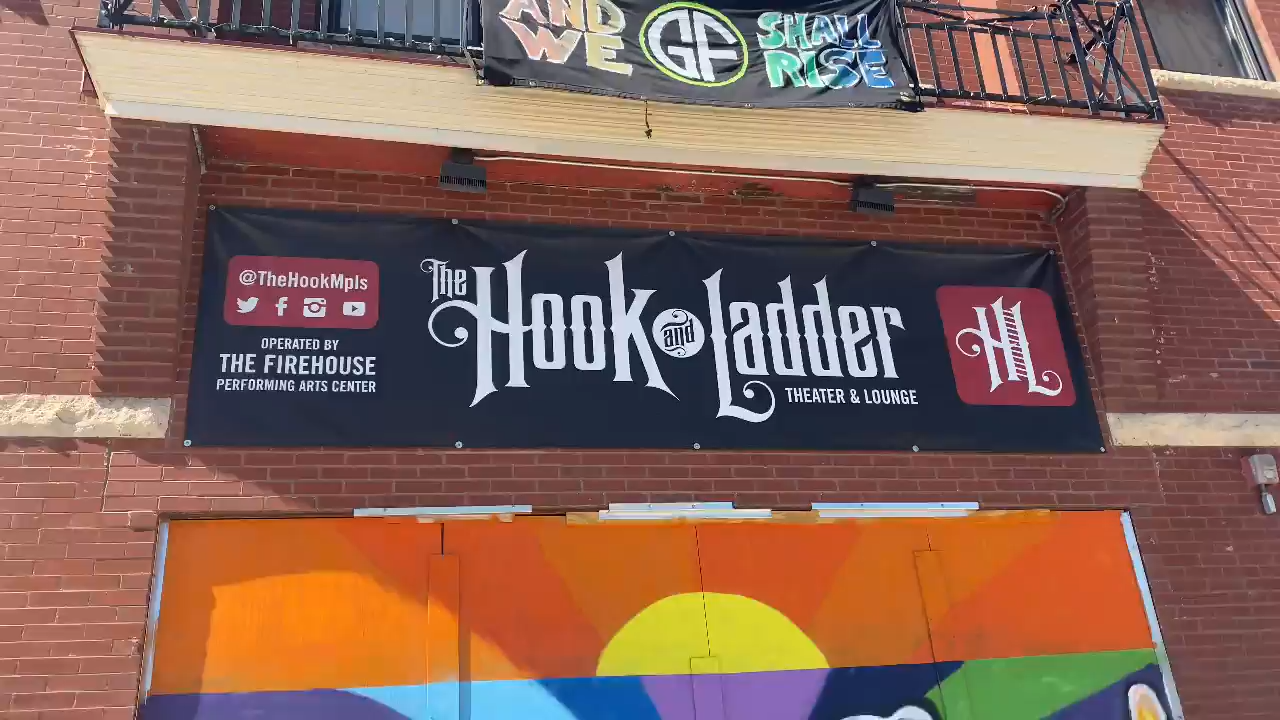 AND WE
GF
SHALL RISE
@TheHookMpls
OPERATED BY
THE FIREHOUSE
PERFORMING ARTS CENTER
The Hook and Ladder
THEATER & LOUNGE
HL